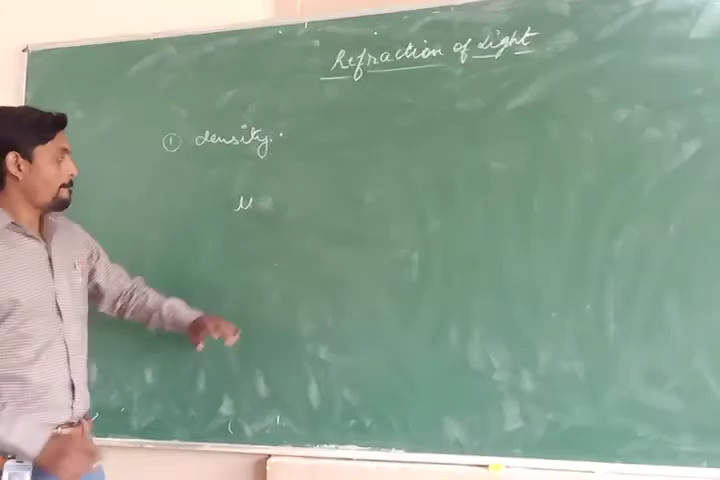 Refraction of Light
① density.
μ